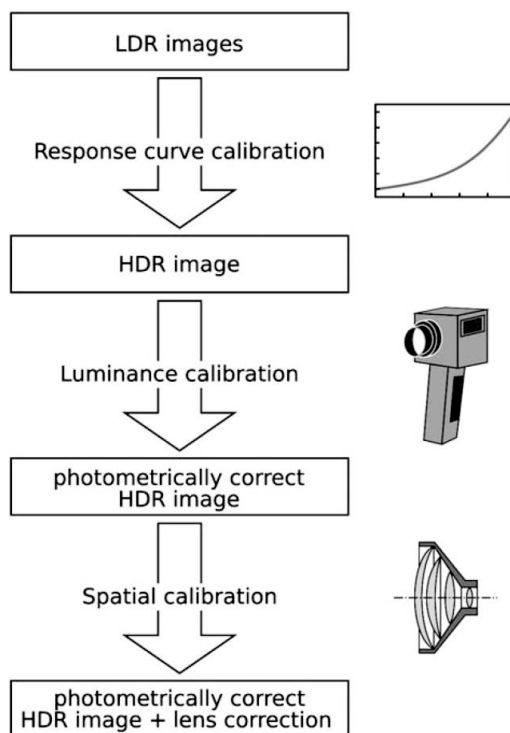 LDR images
Response curve calibration
HDR image
Luminance calibration
photometrically correct
HDR image
Spatial calibration
photometrically correct
HDR image + lens correction